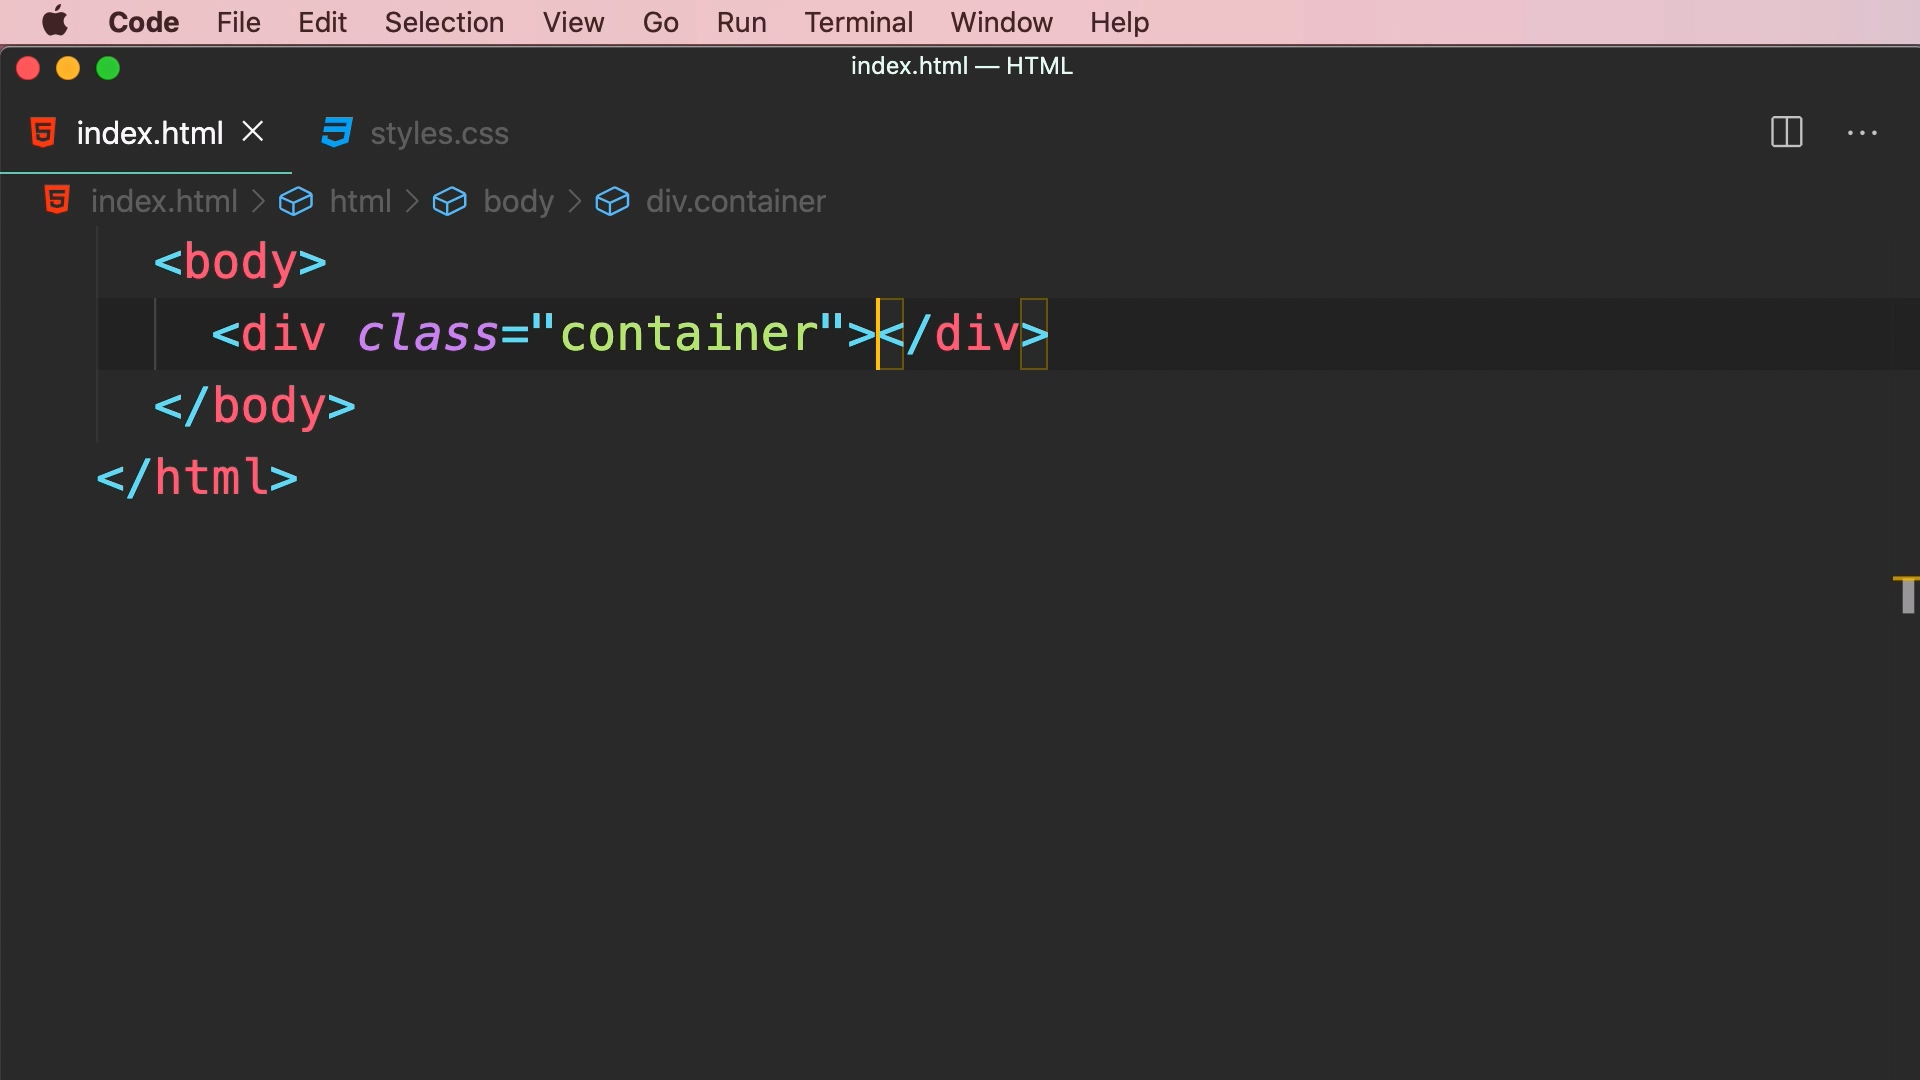 Code File Edit Selection View Go Run Terminal Window Help
index.html — HTML
index.html styles.css
index.html > html > body > div.container
<body>
<div class="container"></div>
</body>
</html>